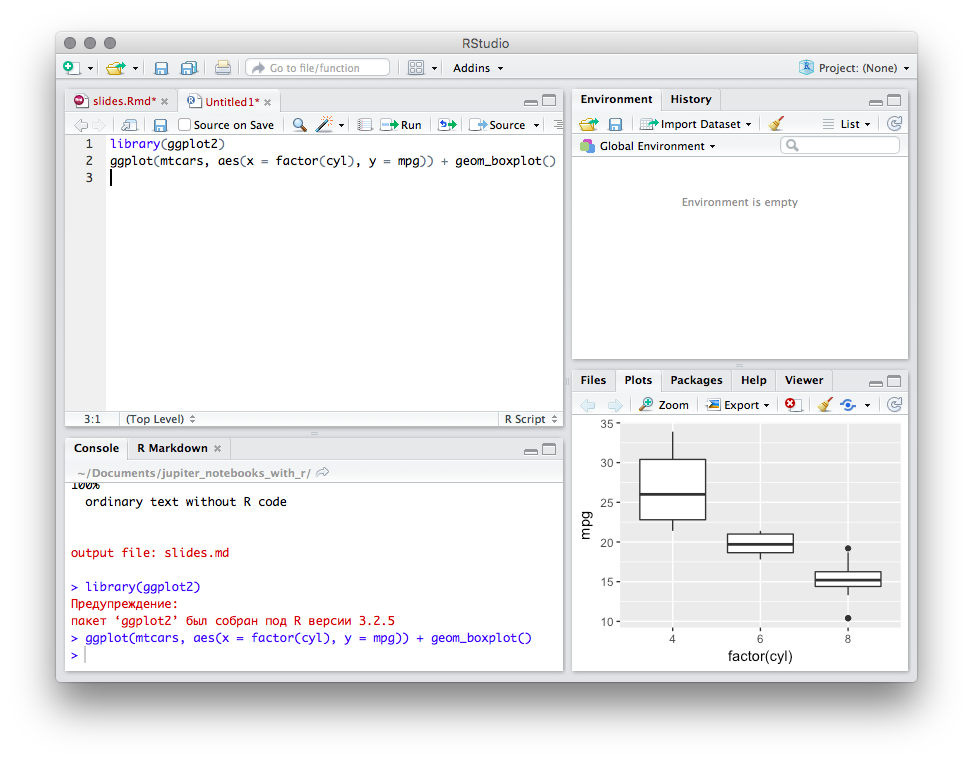 RStudio
Go to file/function
Addins
Project: (None)
slides.Rmd*
Untitled1*
Source on Save
Run
Source
1 library(ggplot2)
2 ggplot(mtcars, aes(x = factor(cyl), y = mpg)) + geom_boxplot()
3
3:1
(Top Level)
R Script
Console
R Markdown
~/Documents/jupiter_notebooks_with_r/
100%
ordinary text without R code
output file: slides.md
> library(ggplot2)
Предупреждение:
пакет ‘ggplot2’ был собран под R версии 3.2.5
> ggplot(mtcars, aes(x = factor(cyl), y = mpg)) + geom_boxplot()
>
Environment
History
Import Dataset
List
Global Environment
Environment is empty
Files
Plots
Packages
Help
Viewer
Zoom
Export
35
30
25
20
15
10
mpg
4
6
8
factor(cyl)